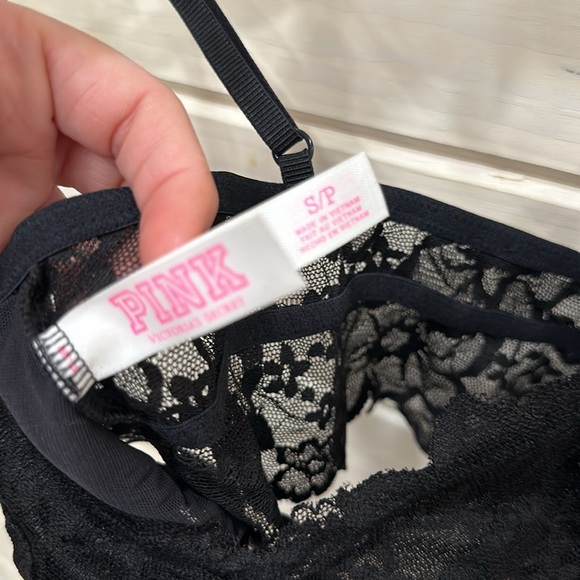 PINK
VICTORIA'S SECRET
S/P
MADE IN VIETNAM
FAIT AU VIETNAM
HECHO EN VIETNAM